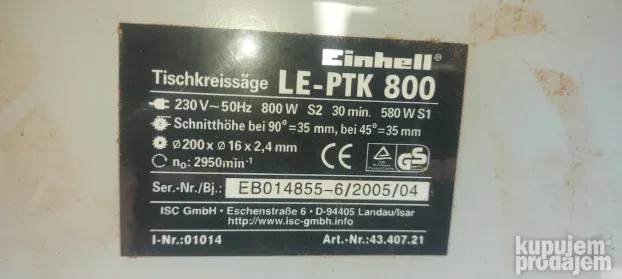 Einhell
Tischkreissäge LE-PTK 800
230 V~50Hz 800 W S2 30 min. 580 W S1
Schnitthöhe bei 90°=35 mm, bei 45°=35 mm
ø200 x ø 16 x 2,4 mm
n₀: 2950min⁻¹
CE TÜV GS
Ser.-Nr./Bj.: EB014855-6/2005/04
ISC GmbH · Eschenstraße 6 · D-94405 Landau/Isar
http://www.isc-gmbh.info
I-Nr.:01014 Art.-Nr.:43.407.21
kupujem
prodajem